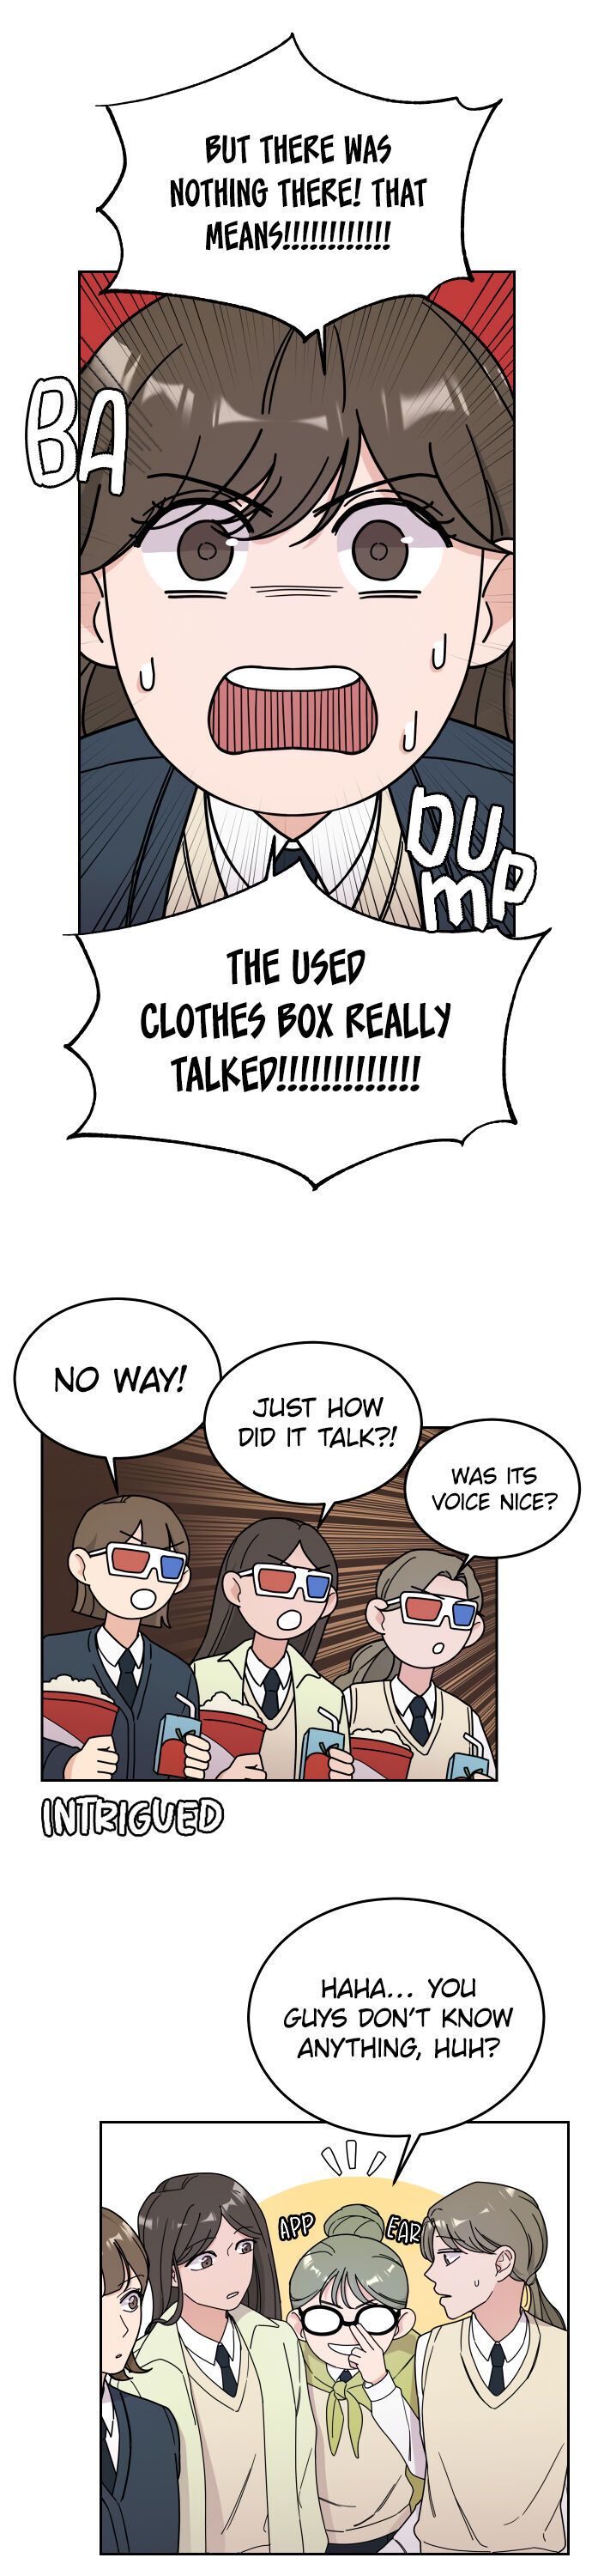 BUT THERE WAS
NOTHING THERE! THAT
MEANS!!!!!!!!!!!!
BA
DUMP
THE USED
CLOTHES BOX REALLY
TALKED!!!!!!!!!!!!!
NO WAY!
JUST HOW
DID IT TALK?!
WAS ITS
VOICE NICE?
INTRIGUED
HAHA... YOU
GUYS DON'T KNOW
ANYTHING, HUH?
APP
EAR